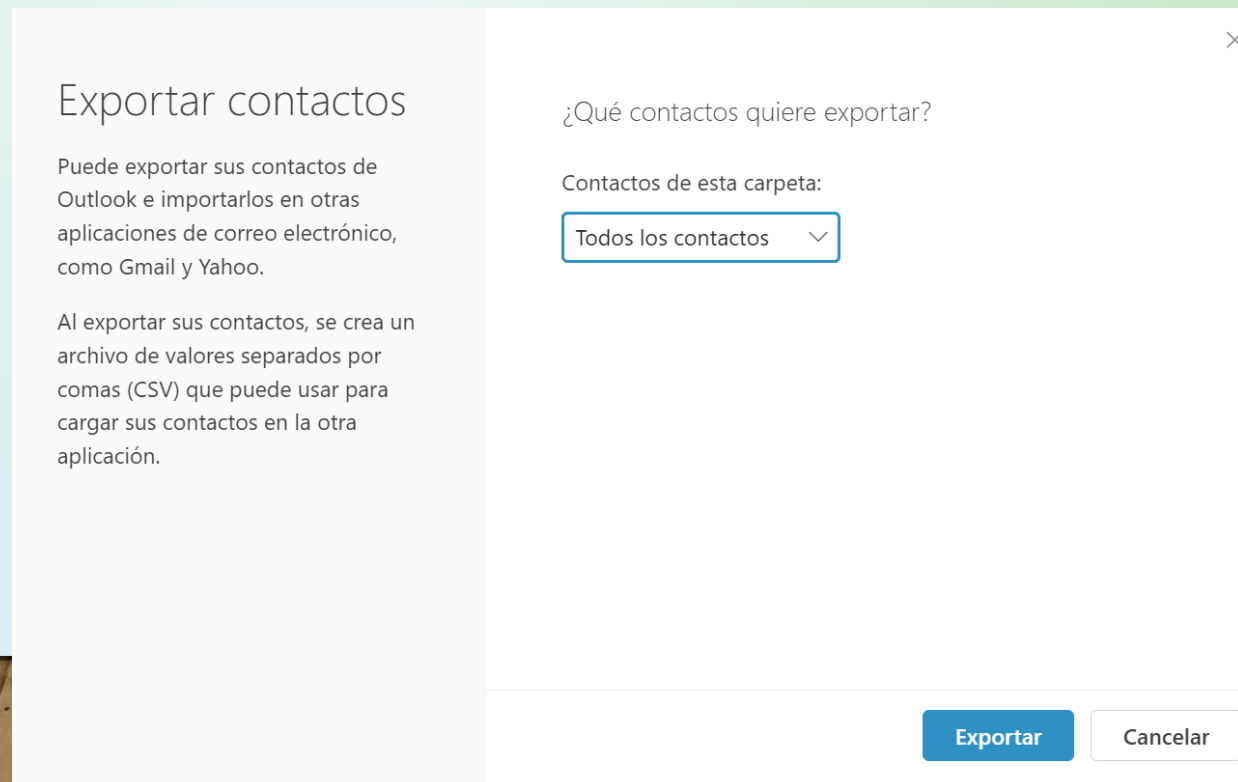 Exportar contactos
Puede exportar sus contactos de
Outlook e importarlos en otras
aplicaciones de correo electrónico,
como Gmail y Yahoo.
Al exportar sus contactos, se crea un
archivo de valores separados por
comas (CSV) que puede usar para
cargar sus contactos en la otra
aplicación.
¿Qué contactos quiere exportar?
Contactos de esta carpeta:
Todos los contactos
Exportar
Cancelar